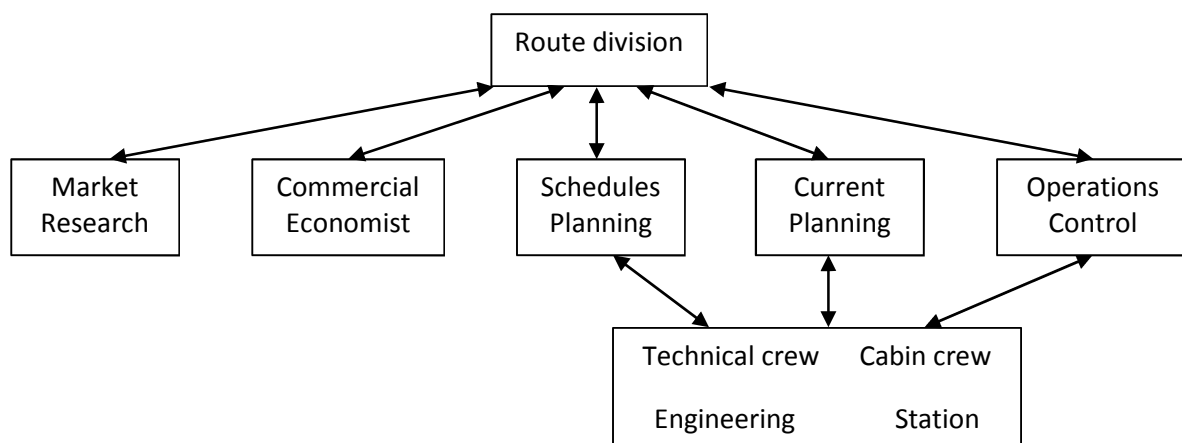 Route division
Market
Research
Commercial
Economist
Schedules
Planning
Current
Planning
Operations
Control
Technical crew
Cabin crew
Engineering
Station